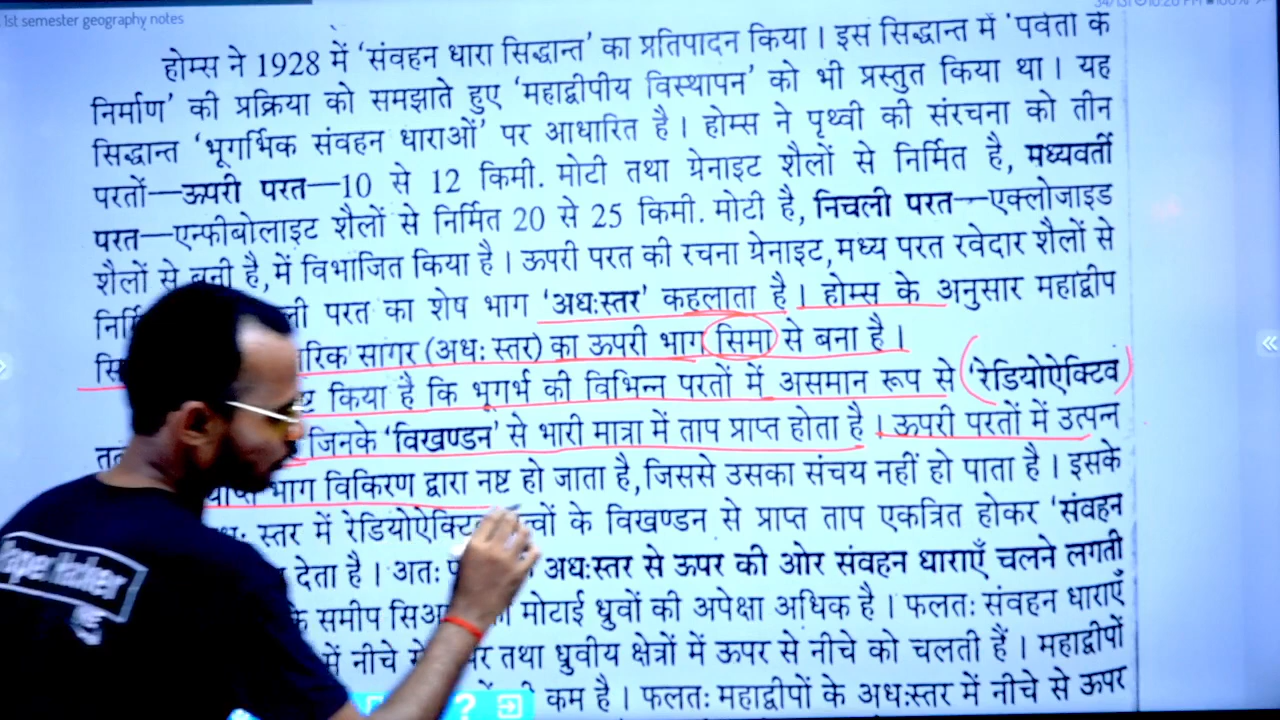 1st semester geography notes
होम्स ने 1928 में ‘संवहन धारा सिद्धान्त’ का प्रतिपादन किया । इस सिद्धान्त में ‘पर्वतों के
निर्माण’ की प्रक्रिया को समझाते हुए ‘महाद्वीपीय विस्थापन’ को भी प्रस्तुत किया था । यह
सिद्धान्त ‘भूगर्भिक संवहन धाराओं’ पर आधारित है । होम्स ने पृथ्वी की संरचना को तीन
परतों—ऊपरी परत—10 से 12 किमी. मोटी तथा ग्रेनाइट शैलों से निर्मित है, मध्यवर्ती
परत—एन्फीबोलाइट शैलों से निर्मित 20 से 25 किमी. मोटी है, निचली परत—एक्लोजाइड
शैलों से बनी है, में विभाजित किया है । ऊपरी परत की रचना ग्रेनाइट, मध्य परत रवेदार शैलों से
परत का शेष भाग ‘अधःस्तर’ कहलाता है । होम्स के अनुसार महाद्वीप
सागर (अधः स्तर) का ऊपरी भाग सिमा से बना है ।
किया है कि भूगर्भ की विभिन्न परतों में असमान रूप से ‘रेडियोऐक्टिव
जिनके ‘विखण्डन’ से भारी मात्रा में ताप प्राप्त होता है । ऊपरी परतों में उत्पन्न
भाग विकिरण द्वारा नष्ट हो जाता है, जिससे उसका संचय नहीं हो पाता है । इसके
स्तर में रेडियोऐक्टिव के विखण्डन से प्राप्त ताप एकत्रित होकर ‘संवहन
देता है । अतः अधःस्तर से ऊपर की ओर संवहन धाराएँ चलने लगती
के समीप मोटाई ध्रुवों की अपेक्षा अधिक है । फलतः संवहन धाराएँ
में नीचे तथा ध्रुवीय क्षेत्रों में ऊपर से नीचे को चलती हैं । महाद्वीपों
कम है । फलतः महाद्वीपों के अधःस्तर में नीचे से ऊपर